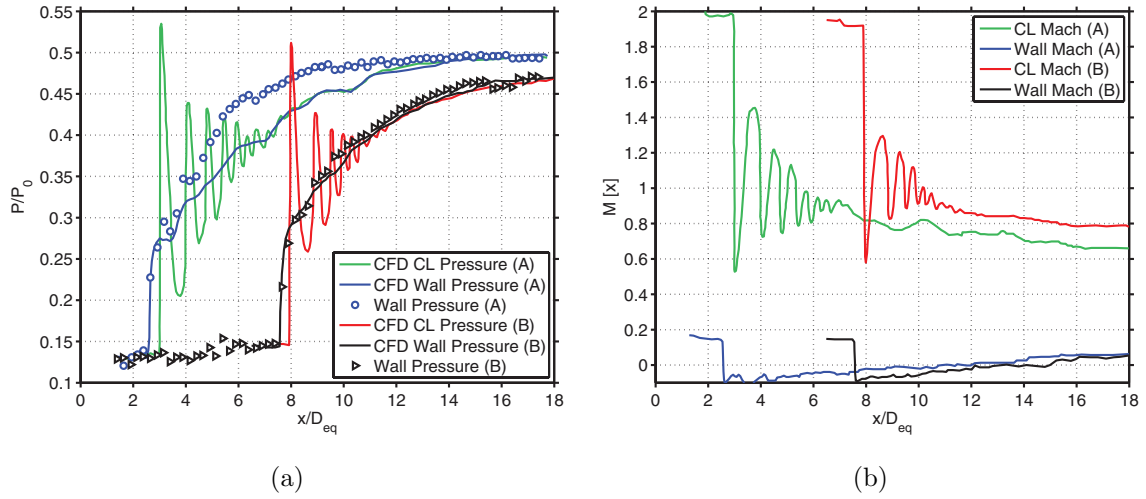 0.55
0.5
0.45
0.4
0.35
0.3
0.25
0.2
0.15
0.1
P/P0
0 2 4 6 8 10 12 14 16 18
x/Deq
CFD CL Pressure (A)
CFD Wall Pressure (A)
Wall Pressure (A)
CFD CL Pressure (B)
CFD Wall Pressure (B)
Wall Pressure (B)
(a)
2
1.8
1.6
1.4
1.2
1
0.8
0.6
0.4
0.2
0
M [x]
0 2 4 6 8 10 12 14 16 18
x/Deq
CL Mach (A)
Wall Mach (A)
CL Mach (B)
Wall Mach (B)
(b)